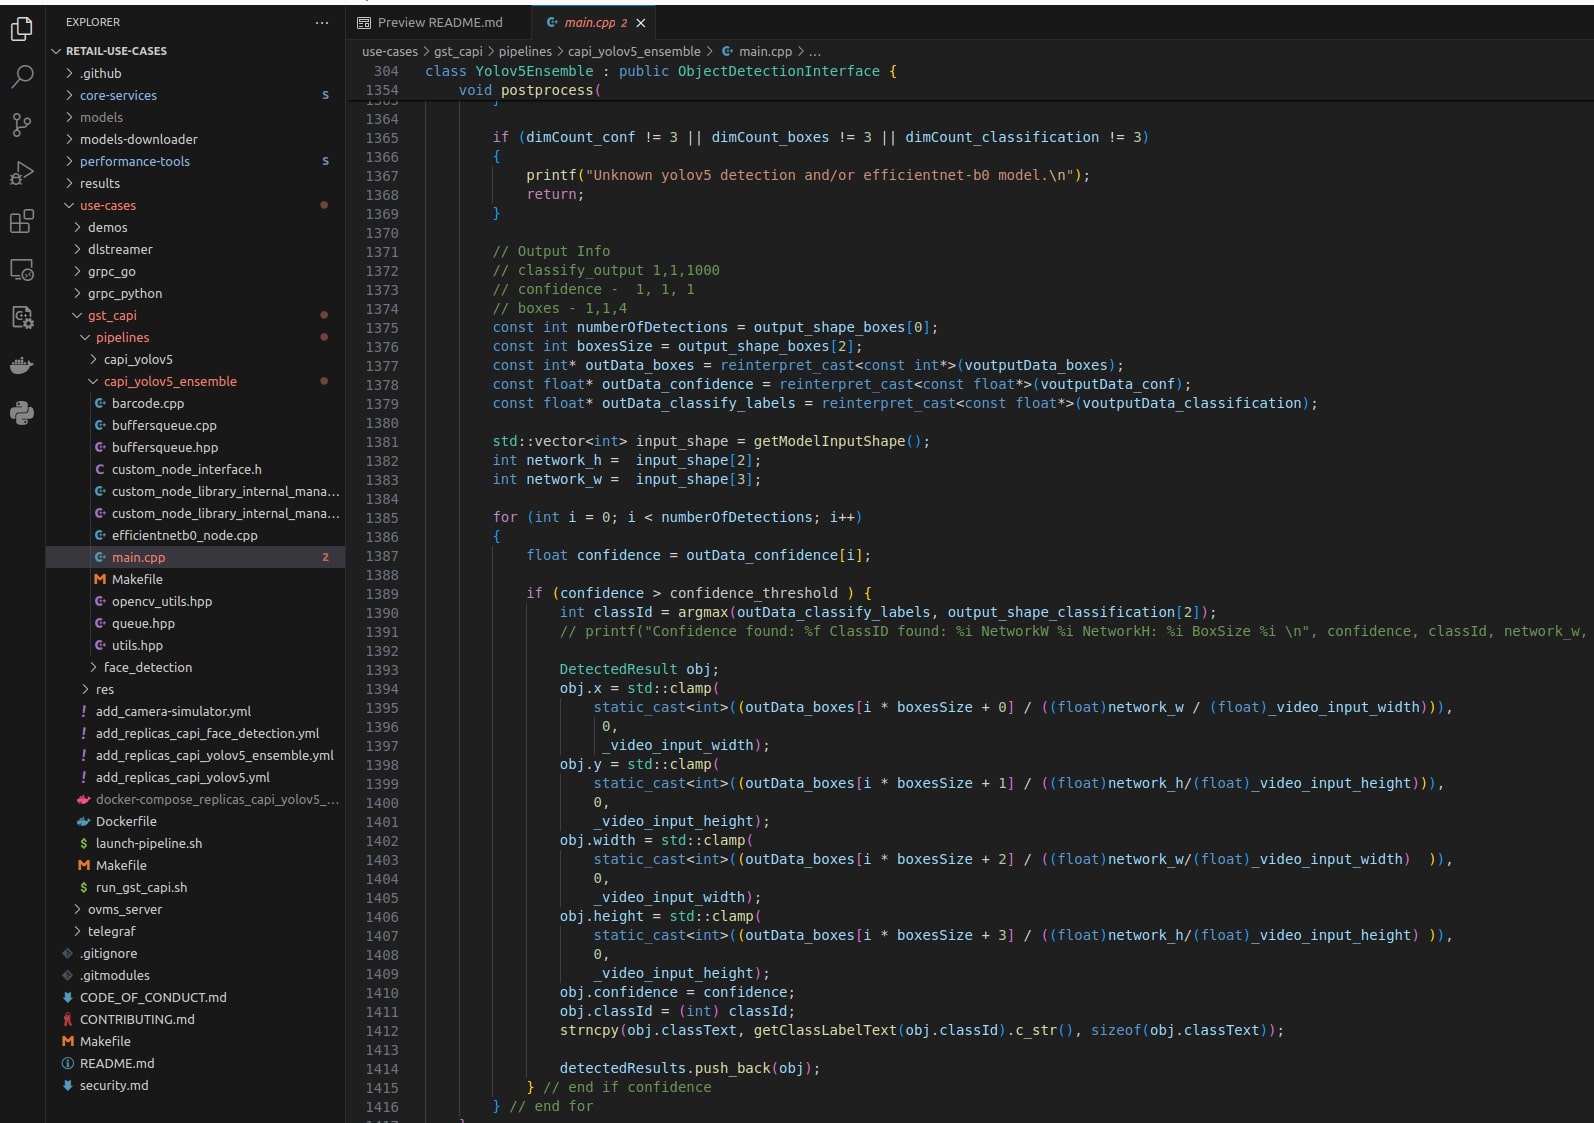 EXPLORER ...
RETAIL-USE-CASES
.github
core-services S
models
models-downloader
performance-tools S
results
use-cases
demos
dlstreamer
grpc_go
grpc_python
gst_capi
pipelines
capi_yolov5
capi_yolov5_ensemble
barcode.cpp
buffersqueue.cpp
buffersqueue.hpp
C custom_node_interface.h
custom_node_library_internal_mana...
custom_node_library_internal_mana...
efficientnetb0_node.cpp
main.cpp 2
M Makefile
opencv_utils.hpp
queue.hpp
utils.hpp
face_detection
res
! add_camera-simulator.yml
! add_replicas_capi_face_detection.yml
! add_replicas_capi_yolov5_ensemble.yml
! add_replicas_capi_yolov5.yml
docker-compose_replicas_capi_yolov5_...
Dockerfile
$ launch-pipeline.sh
M Makefile
$ run_gst_capi.sh
ovms_server
telegraf
.gitignore
.gitmodules
CODE_OF_CONDUCT.md
CONTRIBUTING.md
M Makefile
README.md
security.md
Preview README.md
main.cpp 2
use-cases > gst_capi > pipelines > capi_yolov5_ensemble > main.cpp > ...
304 class Yolov5Ensemble : public ObjectDetectionInterface {
1354 void postprocess(
1363 }
1364
1365 if (dimCount_conf != 3 || dimCount_boxes != 3 || dimCount_classification != 3)
1366 {
1367 printf("Unknown yolov5 detection and/or efficientnet-b0 model.\n");
1368 return;
1369 }
1370
1371 // Output Info
1372 // classify_output 1,1,1000
1373 // confidence -  1, 1, 1
1374 // boxes - 1,1,4
1375 const int numberOfDetections = output_shape_boxes[0];
1376 const int boxesSize = output_shape_boxes[2];
1377 const int* outData_boxes = reinterpret_cast<const int*>(voutputData_boxes);
1378 const float* outData_confidence = reinterpret_cast<const float*>(voutputData_conf);
1379 const float* outData_classify_labels = reinterpret_cast<const float*>(voutputData_classification);
1380
1381 std::vector<int> input_shape = getModelInputShape();
1382 int network_h =  input_shape[2];
1383 int network_w =  input_shape[3];
1384
1385 for (int i = 0; i < numberOfDetections; i++)
1386 {
1387 float confidence = outData_confidence[i];
1388
1389 if (confidence > confidence_threshold ) {
1390 int classId = argmax(outData_classify_labels, output_shape_classification[2]);
1391 // printf("Confidence found: %f ClassID found: %i NetworkW %i NetworkH: %i BoxSize %i \n", confidence, classId, network_w,
1392
1393 DetectedResult obj;
1394 obj.x = std::clamp(
1395 static_cast<int>((outData_boxes[i * boxesSize + 0] / ((float)network_w / (float)_video_input_width))),
1396 0,
1397 _video_input_width);
1398 obj.y = std::clamp(
1399 static_cast<int>((outData_boxes[i * boxesSize + 1] / ((float)network_h/(float)_video_input_height))),
1400 0,
1401 _video_input_height);
1402 obj.width = std::clamp(
1403 static_cast<int>((outData_boxes[i * boxesSize + 2] / ((float)network_w/(float)_video_input_width)  )),
1404 0,
1405 _video_input_width);
1406 obj.height = std::clamp(
1407 static_cast<int>((outData_boxes[i * boxesSize + 3] / ((float)network_h/(float)_video_input_height) )),
1408 0,
1409 _video_input_height);
1410 obj.confidence = confidence;
1411 obj.classId = (int) classId;
1412 strncpy(obj.classText, getClassLabelText(obj.classId).c_str(), sizeof(obj.classText));
1413
1414 detectedResults.push_back(obj);
1415 } // end if confidence
1416 } // end for